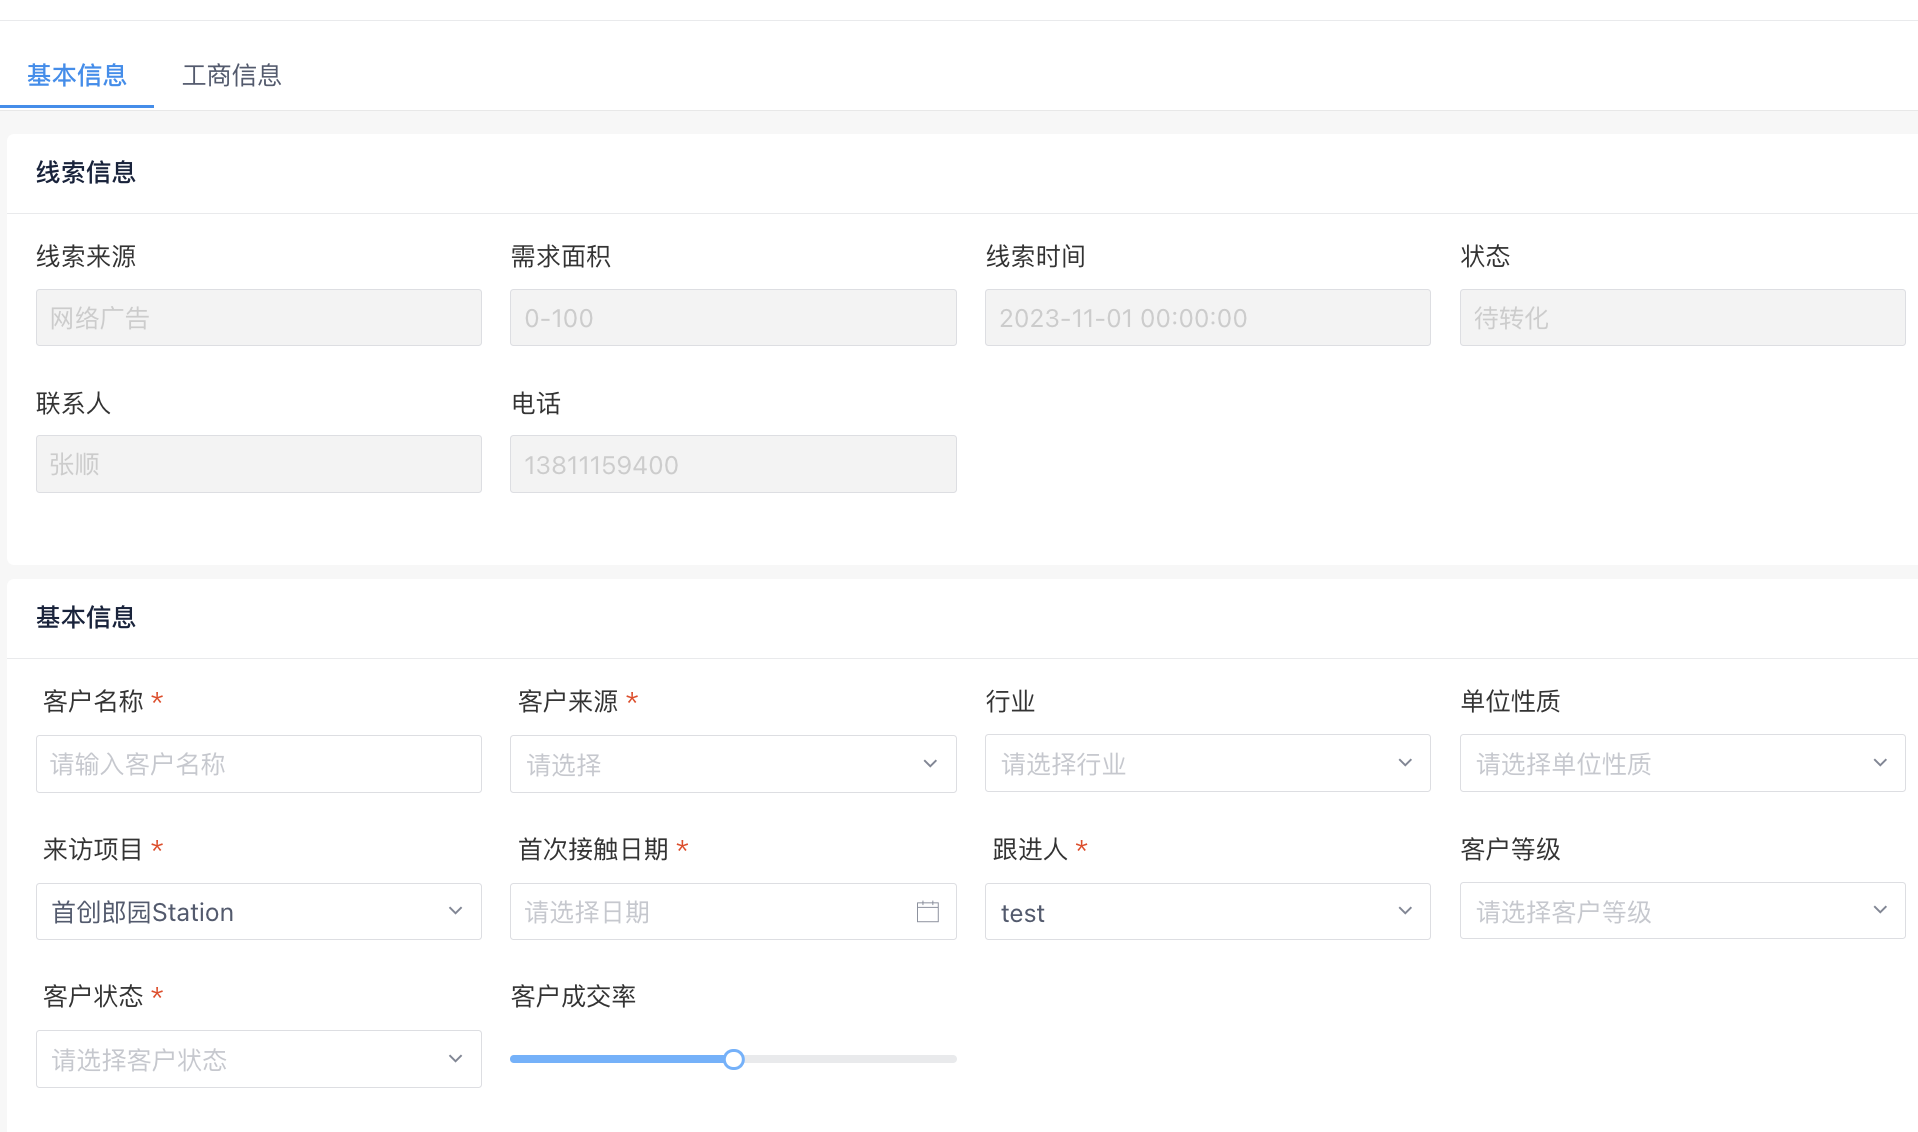 基本信息 工商信息
线索信息
线索来源 需求面积 线索时间 状态
网络广告 0-100 2023-11-01 00:00:00 待转化
联系人 电话
张顺 13811159400
基本信息
客户名称 * 客户来源 * 行业 单位性质
请输入客户名称 请选择 请选择行业 请选择单位性质
来访项目 * 首次接触日期 * 跟进人 * 客户等级
首创郎园Station 请选择日期 test 请选择客户等级
客户状态 * 客户成交率
请选择客户状态